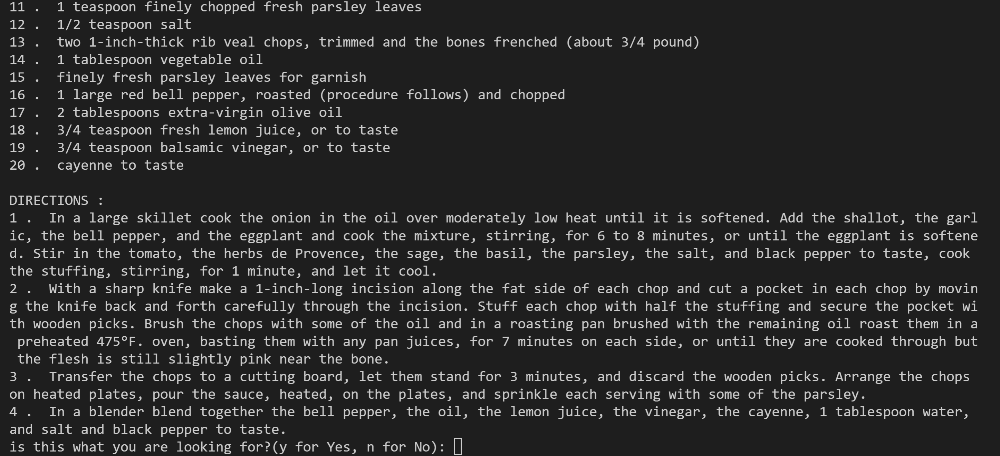 11 .  1 teaspoon finely chopped fresh parsley leaves
12 .  1/2 teaspoon salt
13 .  two 1-inch-thick rib veal chops, trimmed and the bones frenched (about 3/4 pound)
14 .  1 tablespoon vegetable oil
15 .  finely fresh parsley leaves for garnish
16 .  1 large red bell pepper, roasted (procedure follows) and chopped
17 .  2 tablespoons extra-virgin olive oil
18 .  3/4 teaspoon fresh lemon juice, or to taste
19 .  3/4 teaspoon balsamic vinegar, or to taste
20 .  cayenne to taste

DIRECTIONS :
1 .  In a large skillet cook the onion in the oil over moderately low heat until it is softened. Add the shallot, the garl
ic, the bell pepper, and the eggplant and cook the mixture, stirring, for 6 to 8 minutes, or until the eggplant is softene
d. Stir in the tomato, the herbs de Provence, the sage, the basil, the parsley, the salt, and black pepper to taste, cook
the stuffing, stirring, for 1 minute, and let it cool.
2 .  With a sharp knife make a 1-inch-long incision along the fat side of each chop and cut a pocket in each chop by movin
g the knife back and forth carefully through the incision. Stuff each chop with half the stuffing and secure the pocket wi
th wooden picks. Brush the chops with some of the oil and in a roasting pan brushed with the remaining oil roast them in a
 preheated 475°F. oven, basting them with any pan juices, for 7 minutes on each side, or until they are cooked through but
 the flesh is still slightly pink near the bone.
3 .  Transfer the chops to a cutting board, let them stand for 3 minutes, and discard the wooden picks. Arrange the chops
on heated plates, pour the sauce, heated, on the plates, and sprinkle each serving with some of the parsley.
4 .  In a blender blend together the bell pepper, the oil, the lemon juice, the vinegar, the cayenne, 1 tablespoon water,
and salt and black pepper to taste.
is this what you are looking for?(y for Yes, n for No):